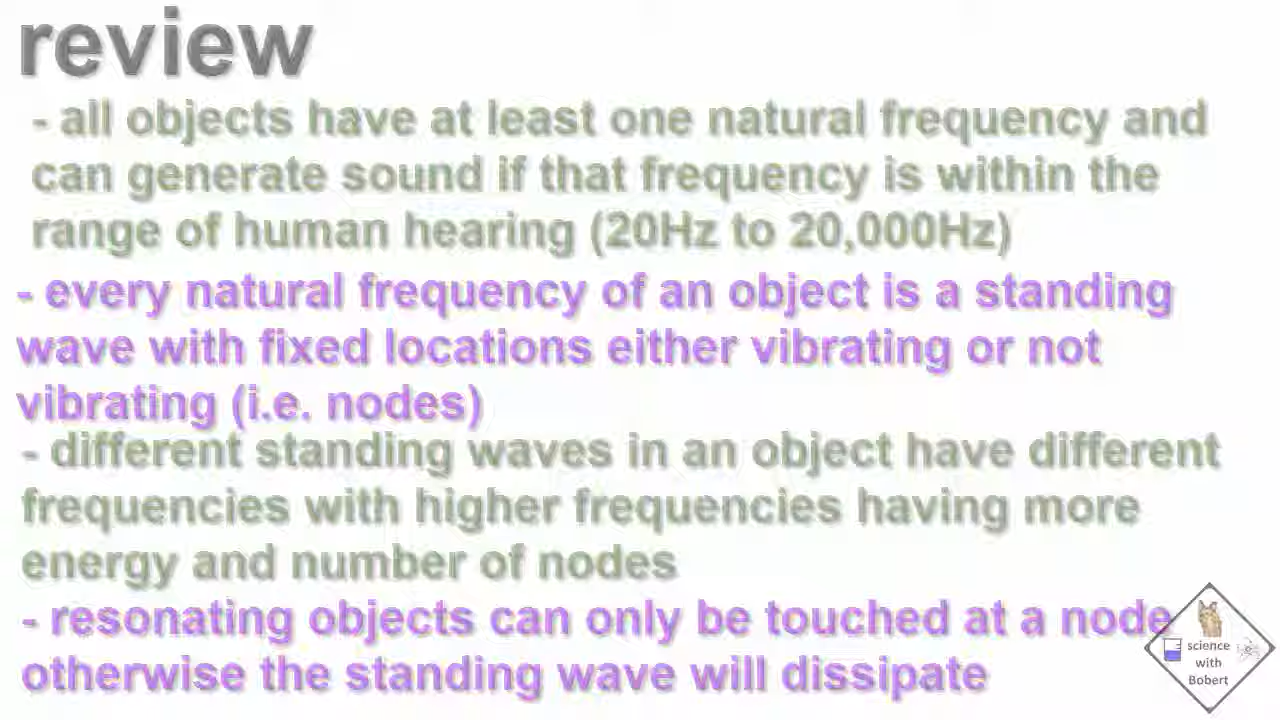 review
- all objects have at least one natural frequency and
can generate sound if that frequency is within the
range of human hearing (20Hz to 20,000Hz)
- every natural frequency of an object is a standing
wave with fixed locations either vibrating or not
vibrating (i.e. nodes)
- different standing waves in an object have different
frequencies with higher frequencies having more
energy and number of nodes
- resonating objects can only be touched at a node
otherwise the standing wave will dissipate
science
with
Bobert